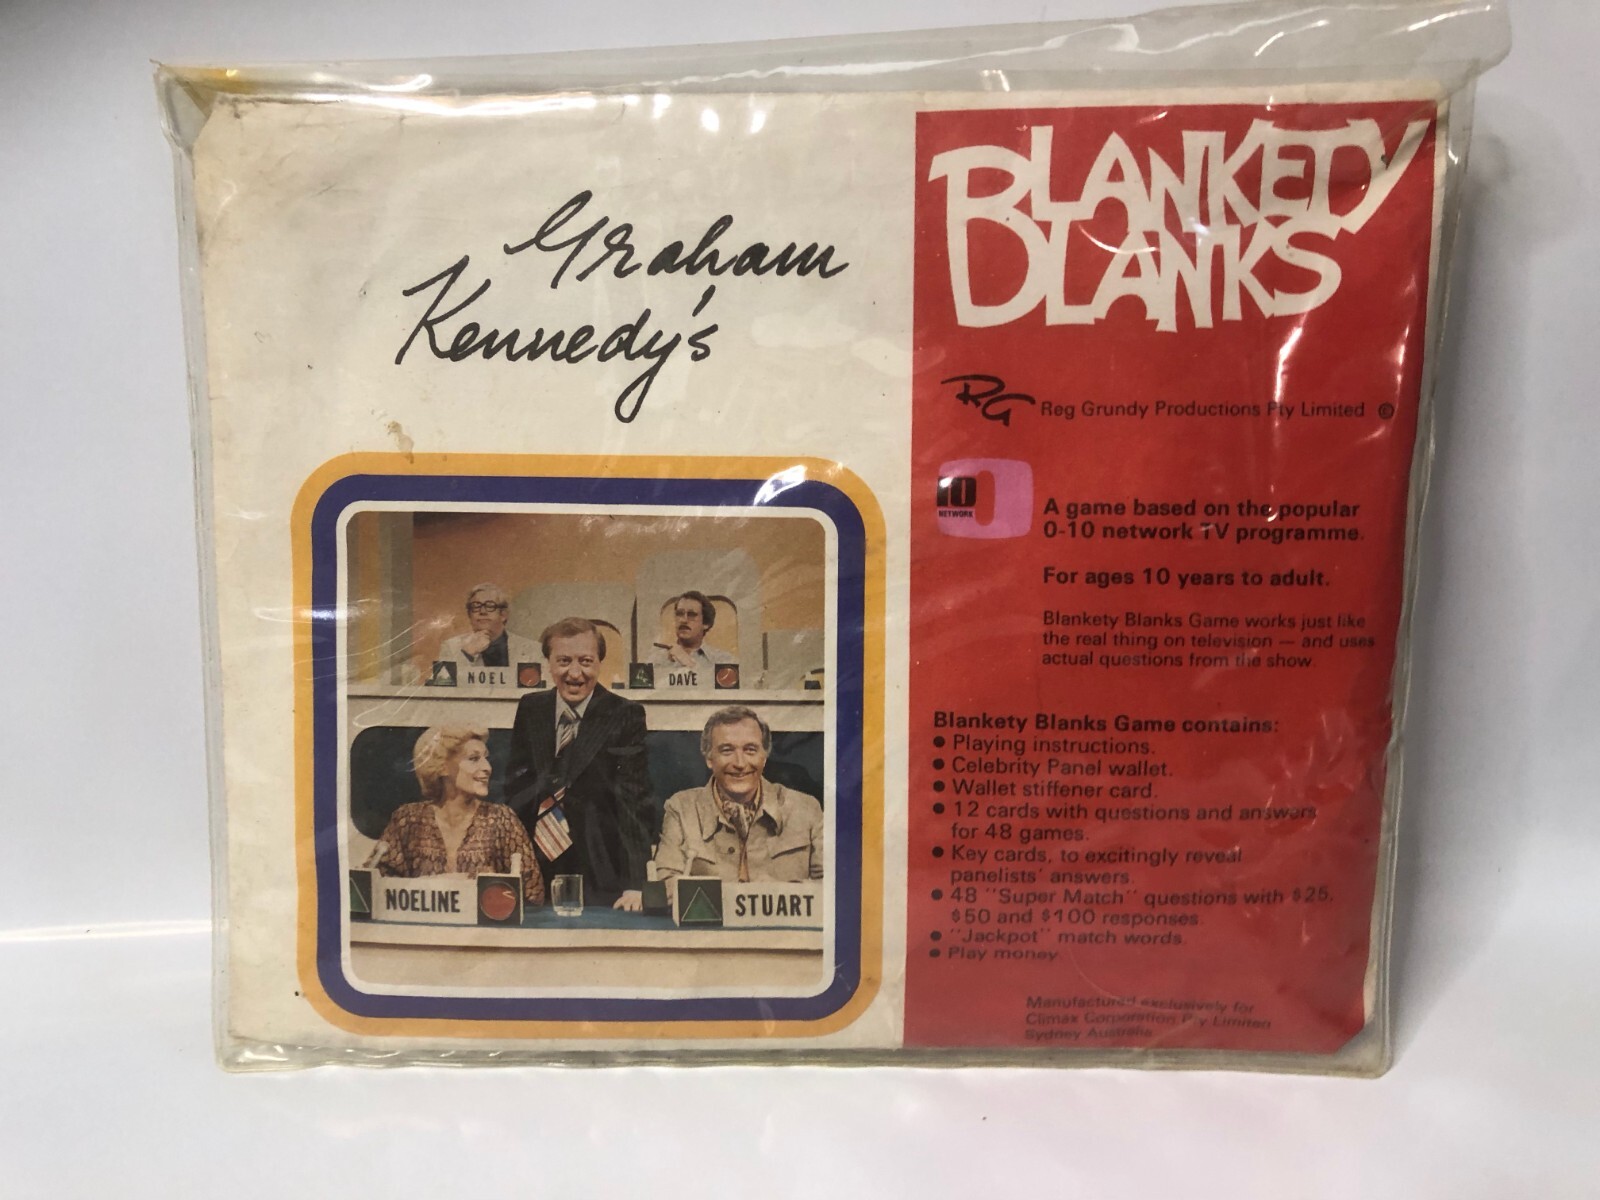 Graham
Kennedy's
NOEL
DAVE
NOELINE
STUART
BLANKETY
BLANKS
RG Reg Grundy Productions Pty Limited ©
10
NETWORK
0
A game based on the popular
0-10 network TV programme.
For ages 10 years to adult.
Blankety Blanks Game works just like
the real thing on television — and uses
actual questions from the show.
Blankety Blanks Game contains:
● Playing instructions.
● Celebrity Panel wallet.
● Wallet stiffener card.
● 12 cards with questions and answers
for 48 games.
● Key cards, to excitingly reveal
panelists' answers.
● 48 "Super Match" questions with $25,
$50 and $100 responses.
● "Jackpot" match words.
● Play money.
Manufactured exclusively for
Climax Corporation Pty Limited
Sydney Australia